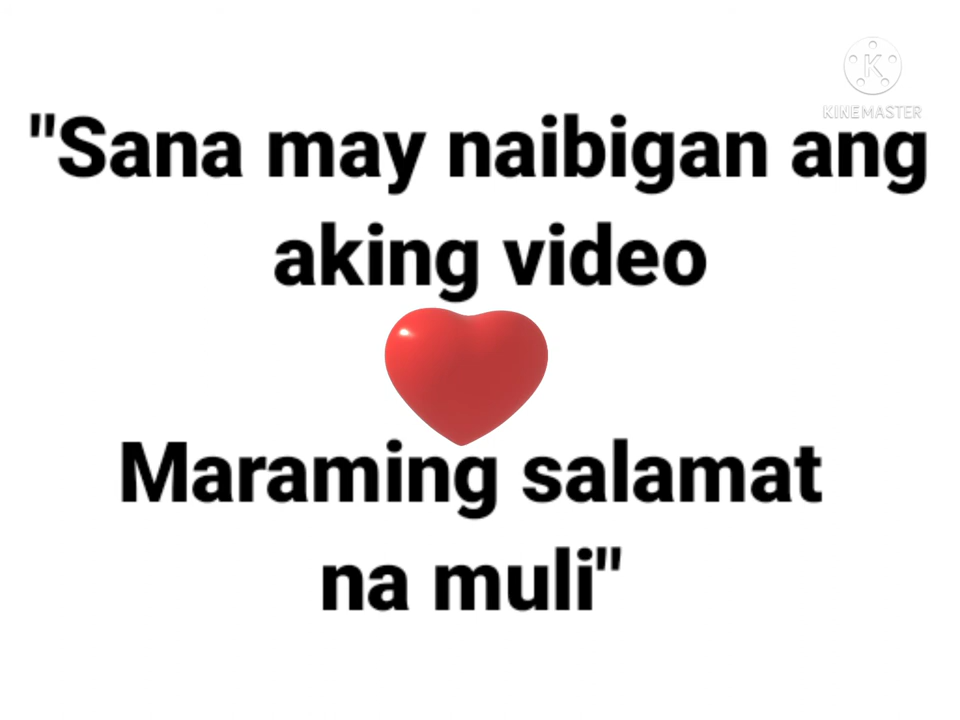 KINEMASTER
"Sana may naibigan ang
aking video
Maraming salamat
na muli"